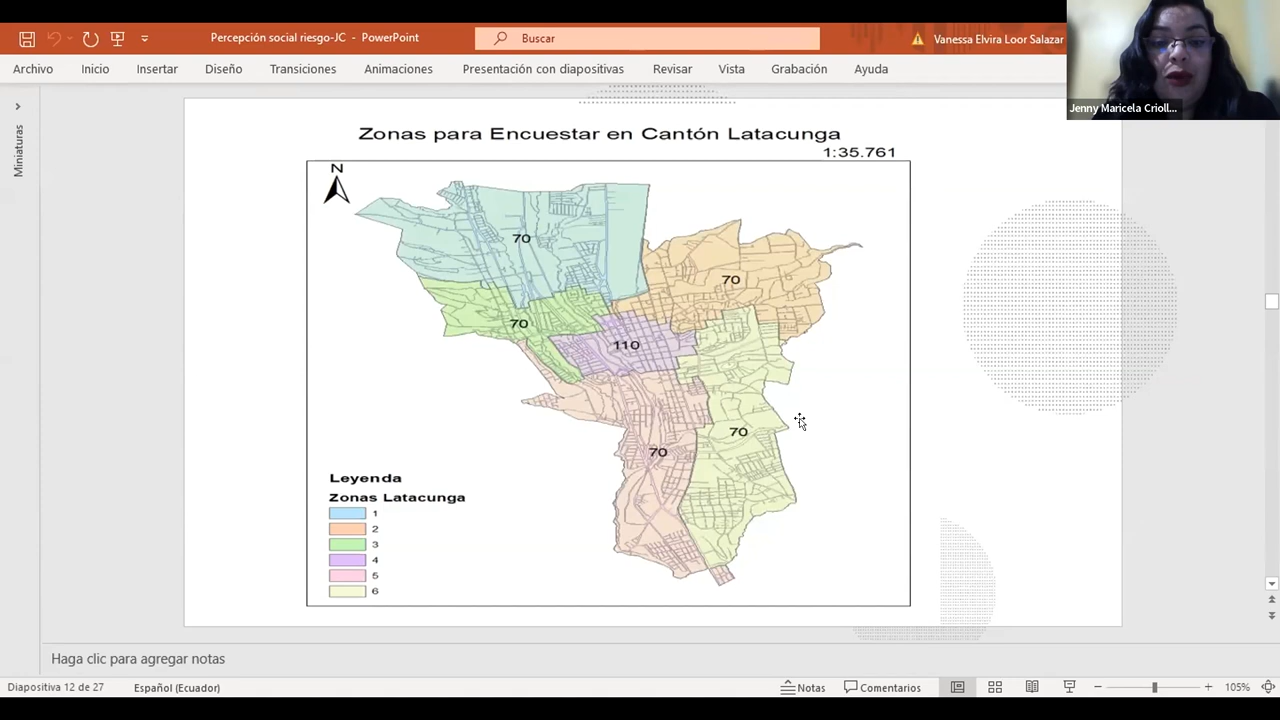 Percepción social riesgo-JC - PowerPoint
Buscar
Vanessa Elvira Loor Salazar
Archivo Inicio Insertar Diseño Transiciones Animaciones Presentación con diapositivas Revisar Vista Grabación Ayuda
Jenny Maricela Crioll...
Miniaturas
Zonas para Encuestar en Cantón Latacunga
1:35.761
N
70
70
70
110
70
70
Leyenda
Zonas Latacunga
1
2
3
4
5
6
Haga clic para agregar notas
Diapositiva 12 de 27 Español (Ecuador) Notas Comentarios 105%